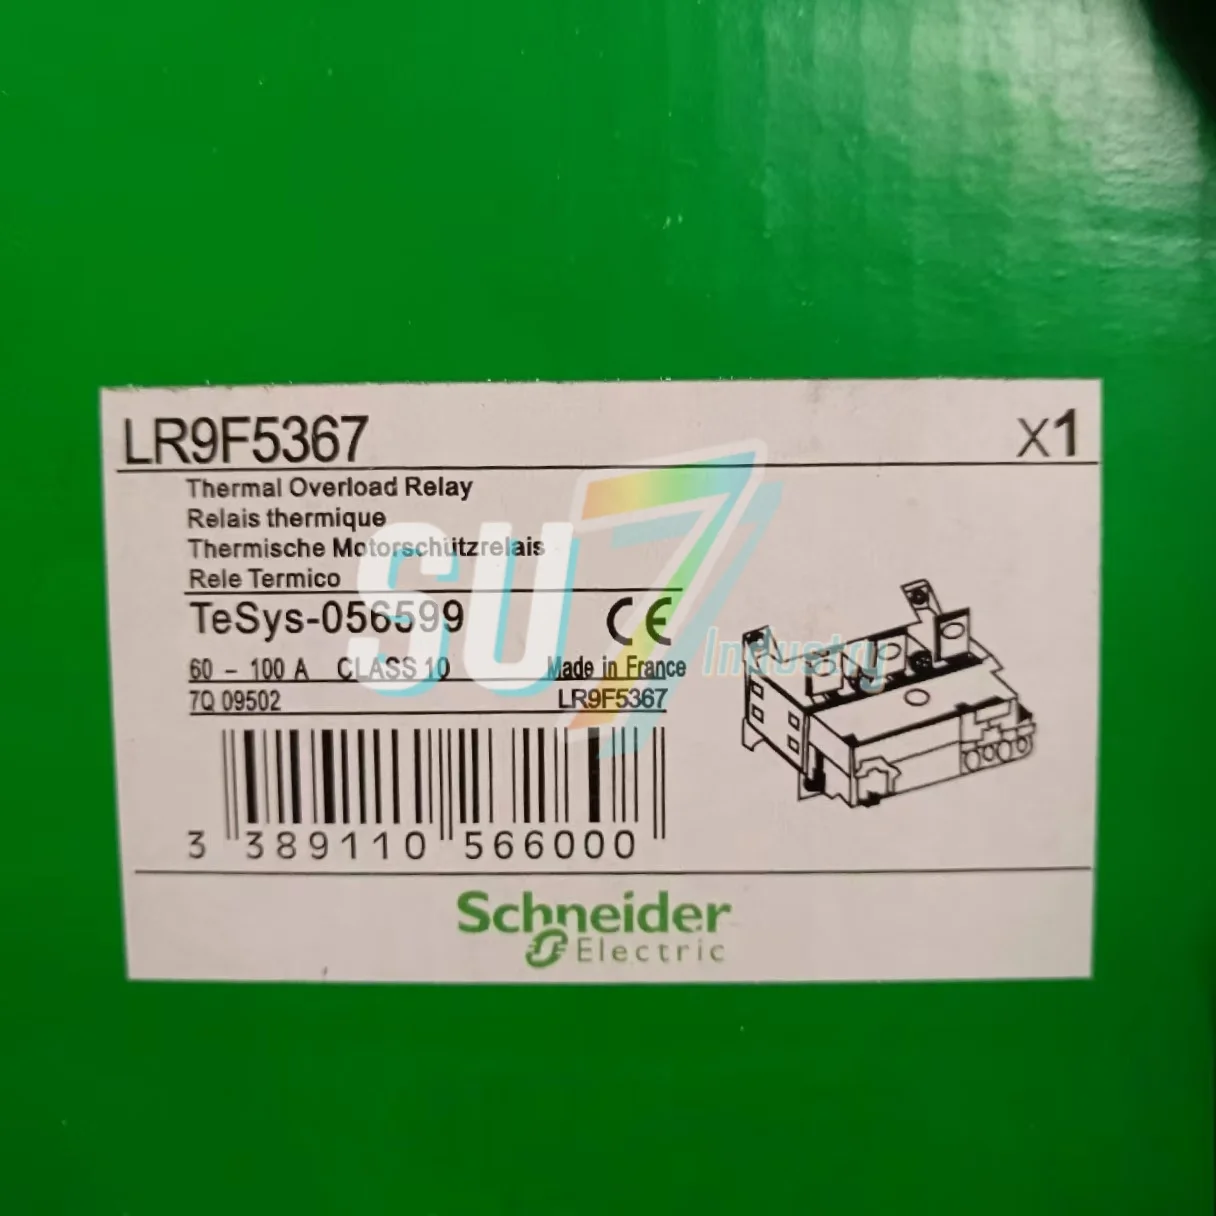 LR9F5367 X1
Thermal Overload Relay
Relais thermique
Thermische Motorschützrelais
Rele Termico
TeSys-056599 CE
60 - 100 A CLASS 10 Made in France
7Q 09502 LR9F5367
3 389110 566000
Schneider
Electric
SU7
Industry